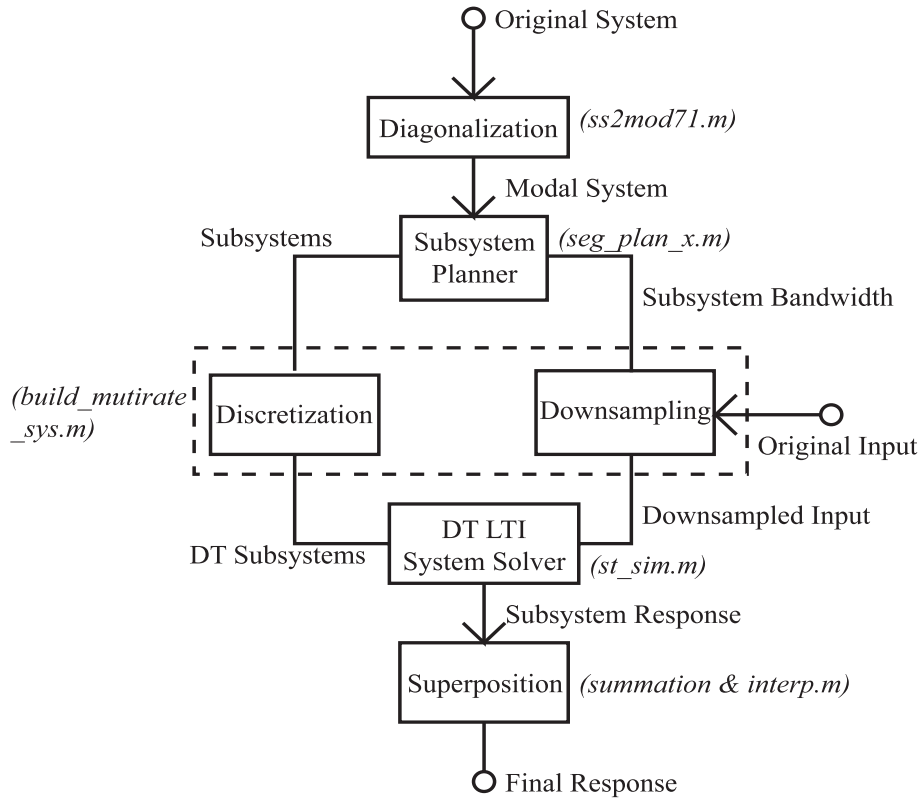 Original System
Diagonalization
(ss2mod71.m)
Modal System
Subsystems
Subsystem
Planner
(seg_plan_x.m)
Subsystem Bandwidth
(build_mutirate
_sys.m)
Discretization
Downsampling
Original Input
DT Subsystems
DT LTI
System Solver
Downsampled Input
(st_sim.m)
Subsystem Response
Superposition
(summation & interp.m)
Final Response